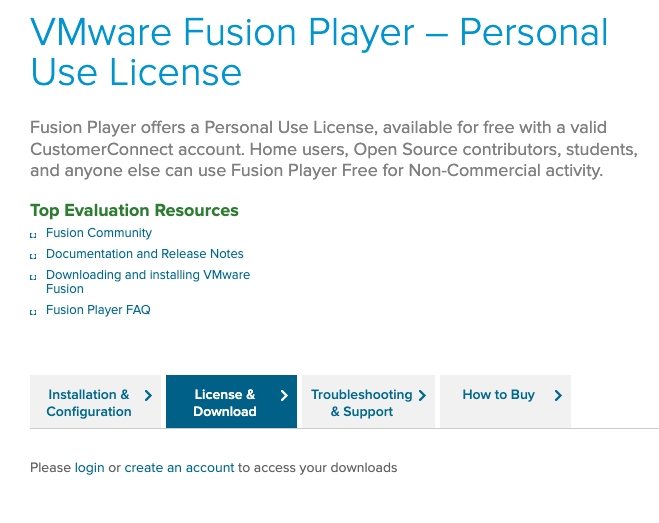 VMware Fusion Player – Personal
Use License
Fusion Player offers a Personal Use License, available for free with a valid
CustomerConnect account. Home users, Open Source contributors, students,
and anyone else can use Fusion Player Free for Non-Commercial activity.
Top Evaluation Resources
Fusion Community
Documentation and Release Notes
Downloading and installing VMware
Fusion
Fusion Player FAQ
Installation &
Configuration
License &
Download
Troubleshooting
& Support
How to Buy
Please login or create an account to access your downloads